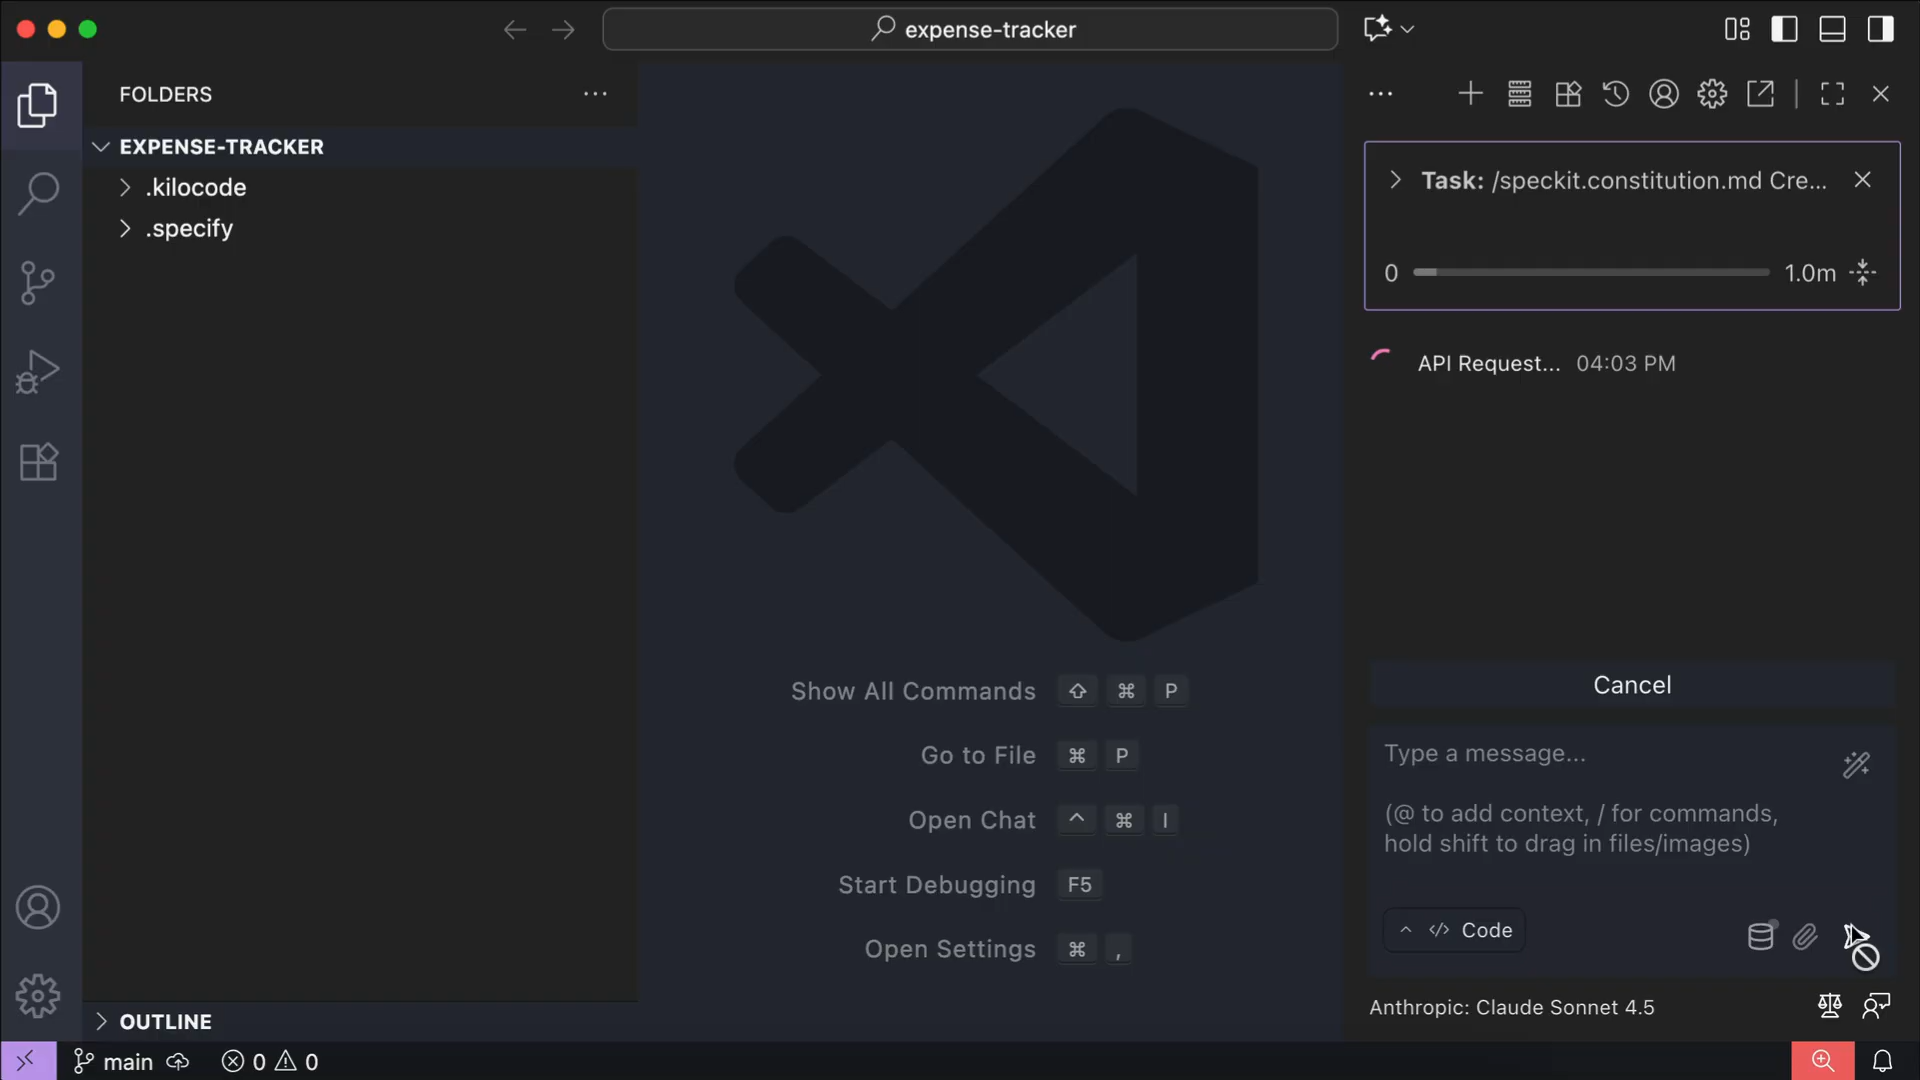 expense-tracker
FOLDERS
EXPENSE-TRACKER
.kilocode
.specify
OUTLINE
Show All Commands ⇧ ⌘ P
Go to File ⌘ P
Open Chat ^ ⌘ I
Start Debugging F5
Open Settings ⌘ ,
Task: /speckit.constitution.md Cre...
0 1.0m
API Request... 04:03 PM
Cancel
Type a message...
(@ to add context, / for commands,
hold shift to drag in files/images)
Code
Anthropic: Claude Sonnet 4.5
main 0 0